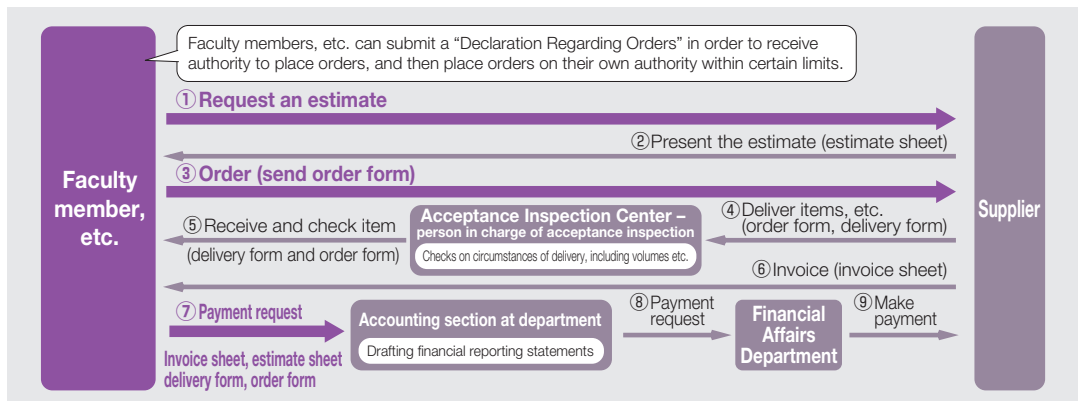 Faculty members, etc. can submit a “Declaration Regarding Orders” in order to receive
authority to place orders, and then place orders on their own authority within certain limits.
①Request an estimate
②Present the estimate (estimate sheet)
③Order (send order form)
Faculty
member,
etc.
Supplier
④Deliver items, etc.
(order form, delivery form)
Acceptance Inspection Center –
person in charge of acceptance inspection
Checks on circumstances of delivery, including volumes etc.
⑤Receive and check item
(delivery form and order form)
⑥Invoice (invoice sheet)
⑦Payment request
Invoice sheet, estimate sheet
delivery form, order form
Accounting section at department
Drafting financial reporting statements
⑧Payment
request
Financial
Affairs
Department
⑨Make
payment